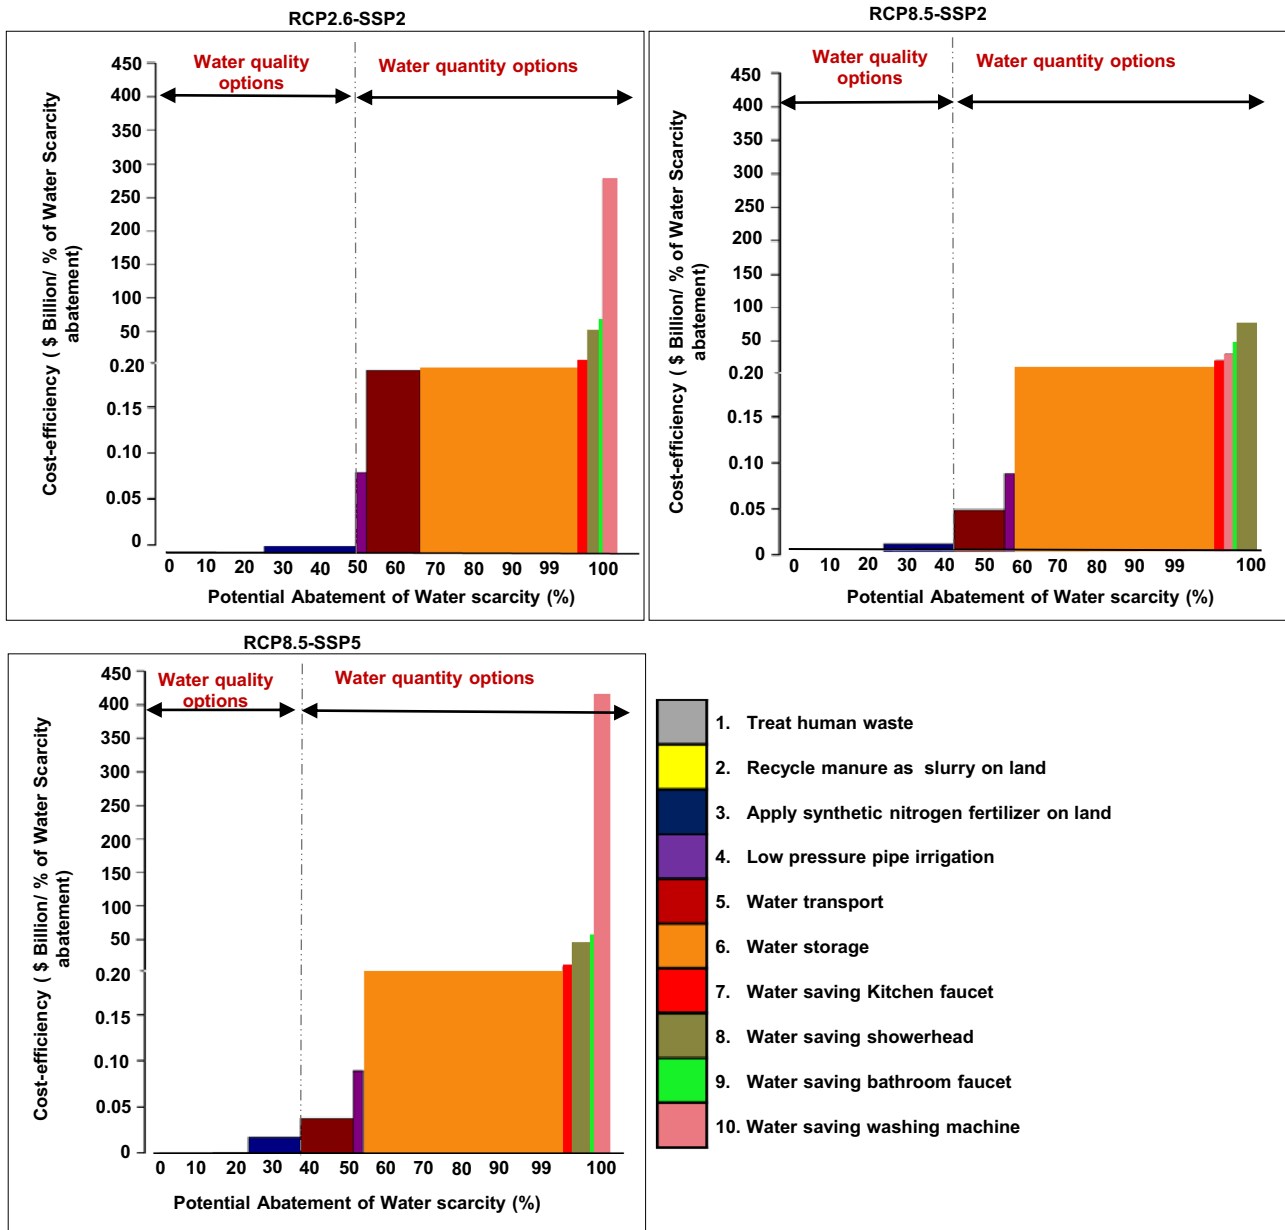 RCP2.6-SSP2
Water quality
options
Water quantity options
450
400
350
300
250
200
150
100
50
0.20
0.15
0.10
0.05
0
Cost-efficiency ( $ Billion/ % of Water Scarcity
abatement)
0 10 20 30 40 50 60 70 80 90 99 100
Potential Abatement of Water scarcity (%)
RCP8.5-SSP2
Water quality
options
Water quantity options
450
400
350
300
250
200
150
100
50
0.20
0.15
0.10
0.05
0
Cost-efficiency ( $ Billion/ % of Water Scarcity
abatement)
0 10 20 30 40 50 60 70 80 90 99 100
Potential Abatement of Water scarcity (%)
RCP8.5-SSP5
Water quality
options
Water quantity options
450
400
350
300
250
200
150
100
50
0.20
0.15
0.10
0.05
0
Cost-efficiency ( $ Billion/ % of Water Scarcity
abatement)
0 10 20 30 40 50 60 70 80 90 99 100
Potential Abatement of Water scarcity (%)
1. Treat human waste
2. Recycle manure as slurry on land
3. Apply synthetic nitrogen fertilizer on land
4. Low pressure pipe irrigation
5. Water transport
6. Water storage
7. Water saving Kitchen faucet
8. Water saving showerhead
9. Water saving bathroom faucet
10. Water saving washing machine